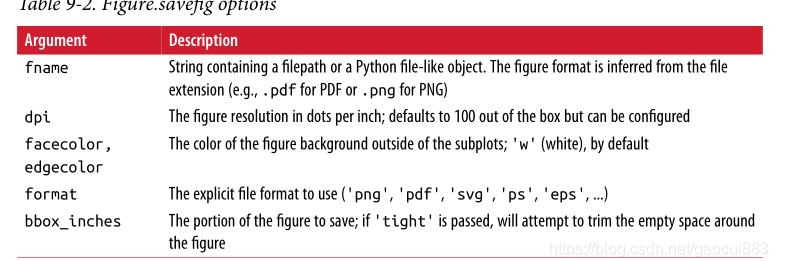 Table 9-2. Figure.savefig options
Argument Description
fname String containing a filepath or a Python file-like object. The figure format is inferred from the file
extension (e.g., .pdf for PDF or .png for PNG)
dpi The figure resolution in dots per inch; defaults to 100 out of the box but can be configured
facecolor, The color of the figure background outside of the subplots; 'w' (white), by default
edgecolor
format The explicit file format to use ('png', 'pdf', 'svg', 'ps', 'eps', ...)
bbox_inches The portion of the figure to save; if 'tight' is passed, will attempt to trim the empty space around
the figure
https://blog.csdn.net/gaocui883